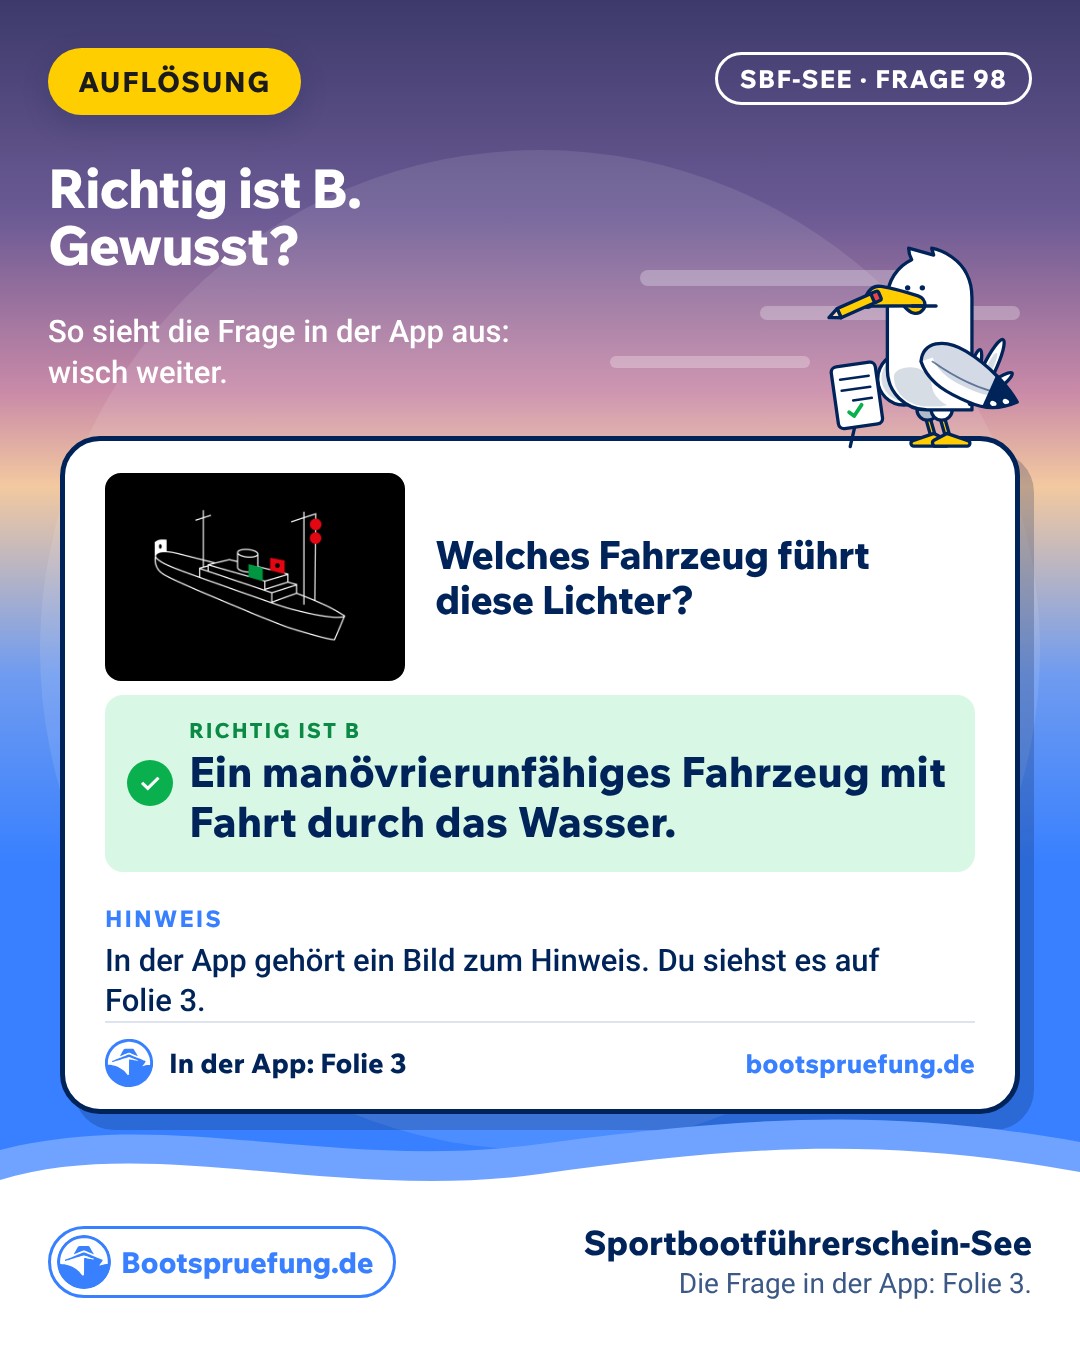 AUFLÖSUNG
SBF-SEE · FRAGE 98
Richtig ist B.
Gewusst?
So sieht die Frage in der App aus:
wisch weiter.
Welches Fahrzeug führt
diese Lichter?
RICHTIG IST B
Ein manövrierunfähiges Fahrzeug mit
Fahrt durch das Wasser.
HINWEIS
In der App gehört ein Bild zum Hinweis. Du siehst es auf
Folie 3.
In der App: Folie 3
bootspruefung.de
Bootspruefung.de
Sportbootführerschein-See
Die Frage in der App: Folie 3.